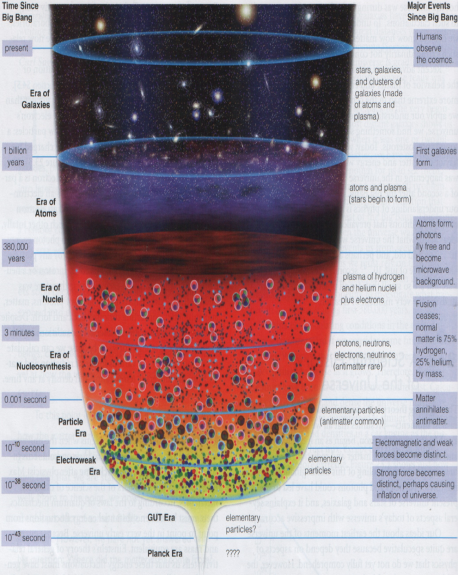 Time Since
Big Bang
Major Events
Since Big Bang
present
Humans
observe
the cosmos.
stars, galaxies,
and clusters of
galaxies (made
of atoms and
plasma)
Era of
Galaxies
1 billion
years
First galaxies
form.
atoms and plasma
(stars begin to form)
Era of
Atoms
380,000
years
Atoms form;
photons
fly free and
become
microwave
background.
plasma of hydrogen
and helium nuclei
plus electrons
Era of
Nuclei
3 minutes
Fusion
ceases;
normal
matter is 75%
hydrogen,
25% helium,
by mass.
protons, neutrons,
electrons, neutrinos
(antimatter rare)
Era of
Nucleosynthesis
0.001 second
Matter
annihilates
antimatter.
elementary particles
(antimatter common)
Particle
Era
10⁻¹⁰ second
Electromagnetic and weak
forces become distinct.
elementary
particles
Electroweak
Era
10⁻³⁸ second
Strong force becomes
distinct, perhaps causing
inflation of universe.
GUT Era
elementary
particles?
10⁻⁴³ second
Planck Era
????